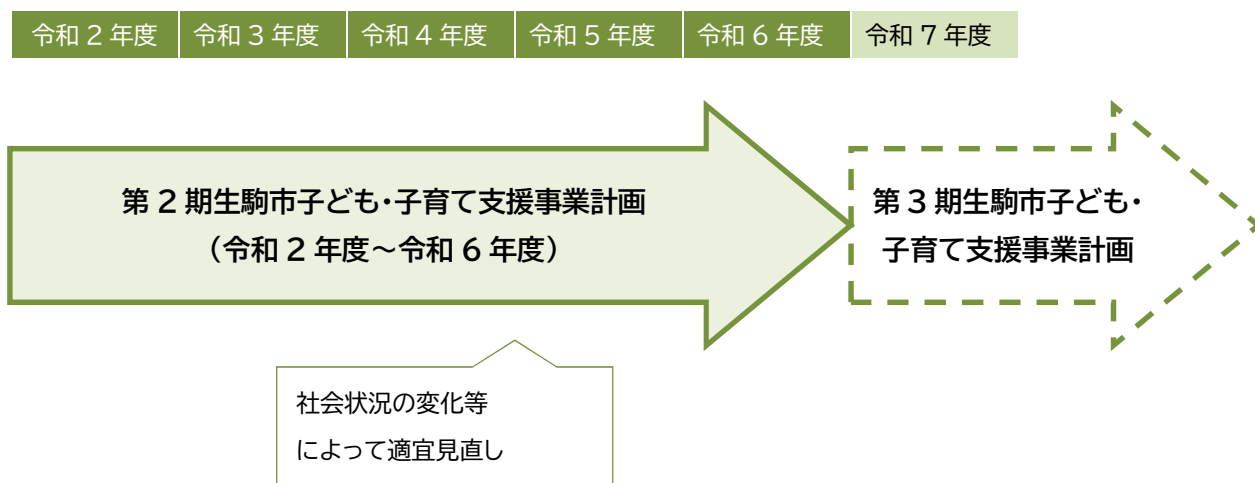 令和 2 年度 令和 3 年度 令和 4 年度 令和 5 年度 令和 6 年度 令和 7 年度
第 2 期生駒市子ども・子育て支援事業計画
（令和 2 年度～令和 6 年度）
第 3 期生駒市子ども・
子育て支援事業計画
社会状況の変化等
によって適宜見直し